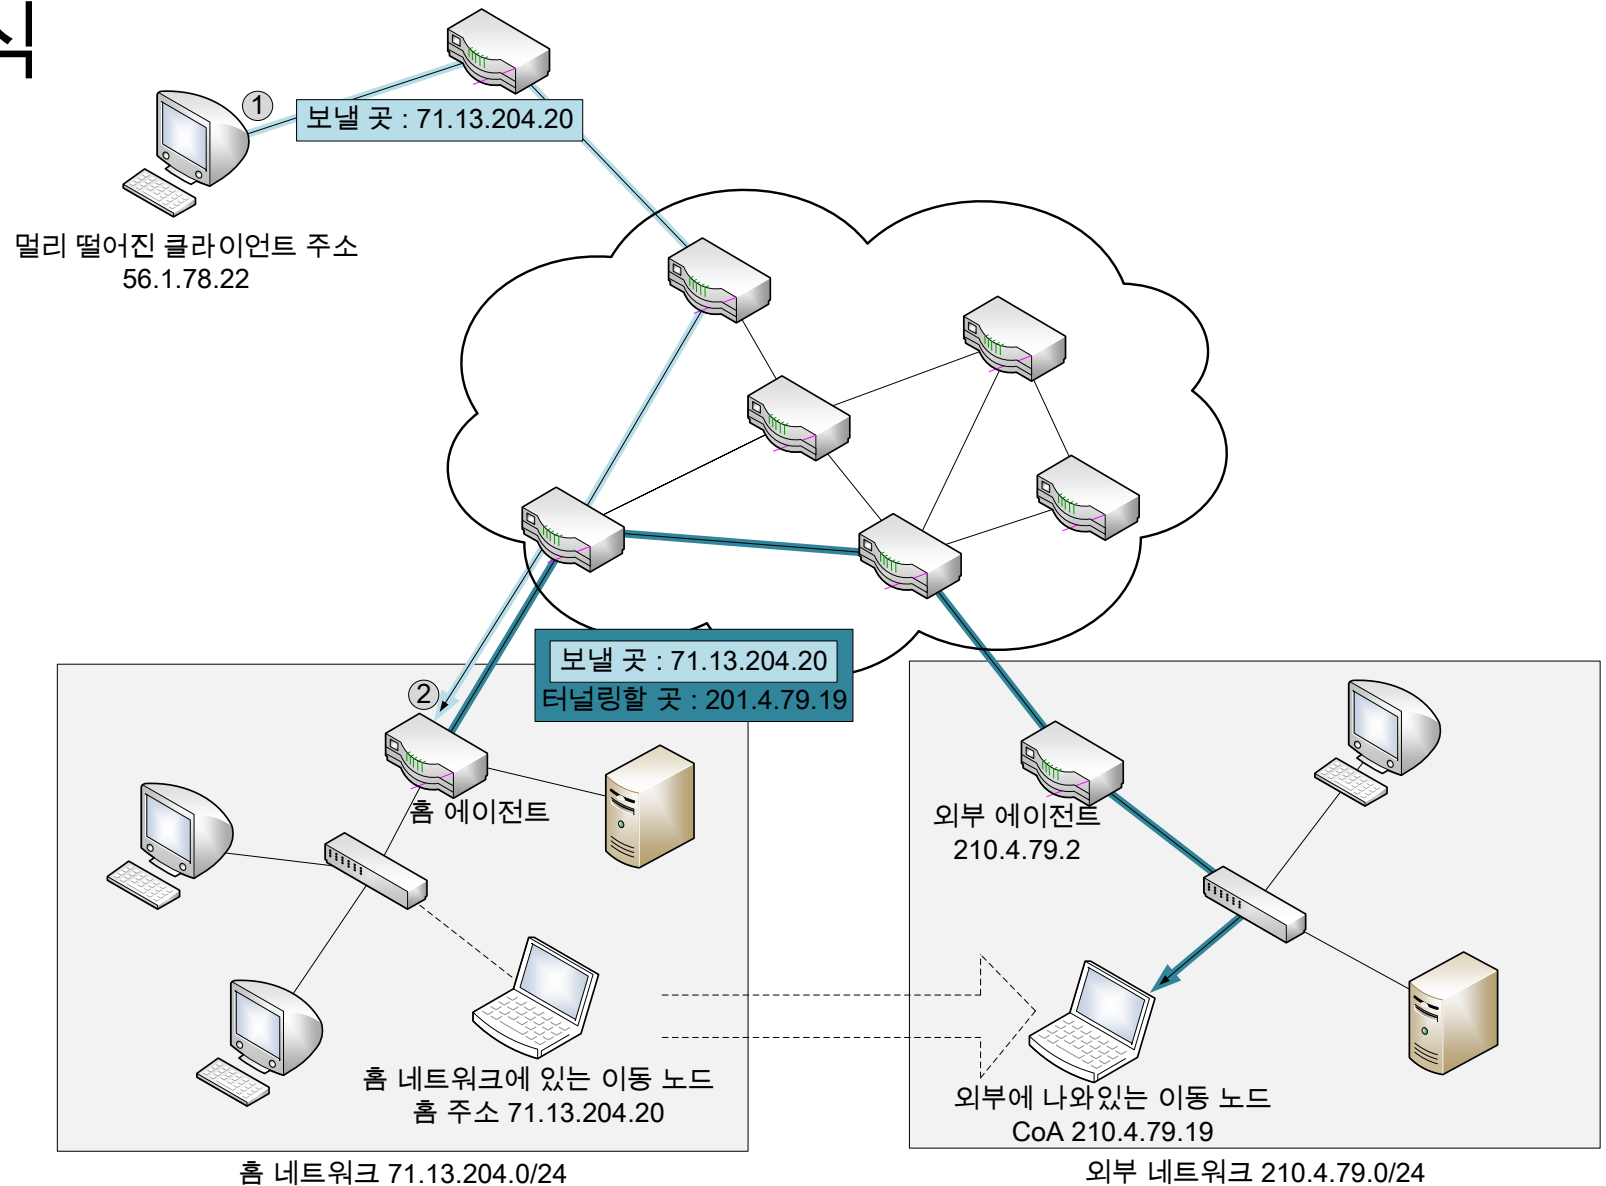 식
①
보낼 곳 : 71.13.204.20
멀리 떨어진 클라이언트 주소
56.1.78.22
보낼 곳 : 71.13.204.20
터널링할 곳 : 201.4.79.19
②
홈 에이전트
외부 에이전트
210.4.79.2
홈 네트워크에 있는 이동 노드
홈 주소 71.13.204.20
외부에 나와있는 이동 노드
CoA 210.4.79.19
홈 네트워크 71.13.204.0/24
외부 네트워크 210.4.79.0/24